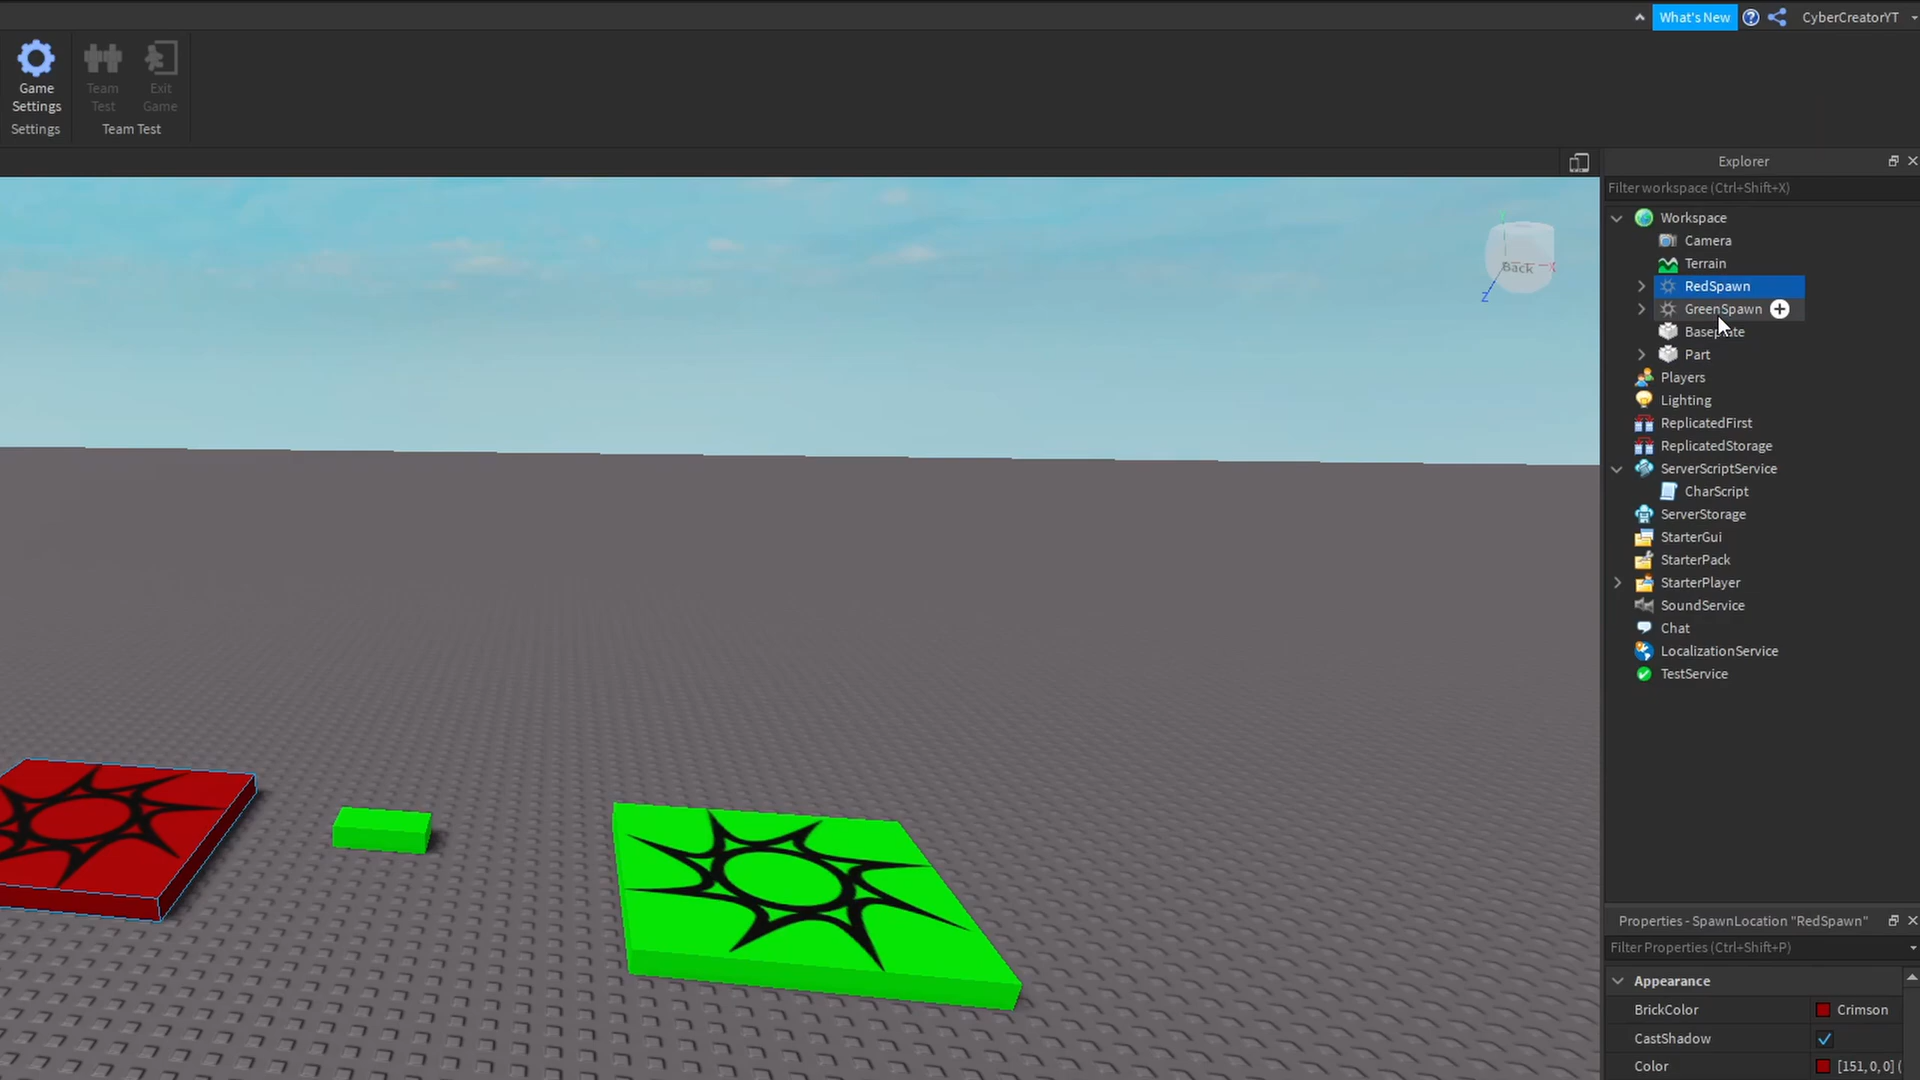 What's New
CyberCreatorYT
Game
Settings
Team
Test
Exit
Game
Settings
Team Test
Explorer
Filter workspace (Ctrl+Shift+X)
Workspace
Camera
Terrain
RedSpawn
GreenSpawn
Baseplate
Part
Players
Lighting
ReplicatedFirst
ReplicatedStorage
ServerScriptService
CharScript
ServerStorage
StarterGui
StarterPack
StarterPlayer
SoundService
Chat
LocalizationService
TestService
Back
X
Z
Properties - SpawnLocation "RedSpawn"
Filter Properties (Ctrl+Shift+P)
Appearance
BrickColor
Crimson
CastShadow
Color
[151, 0, 0] (